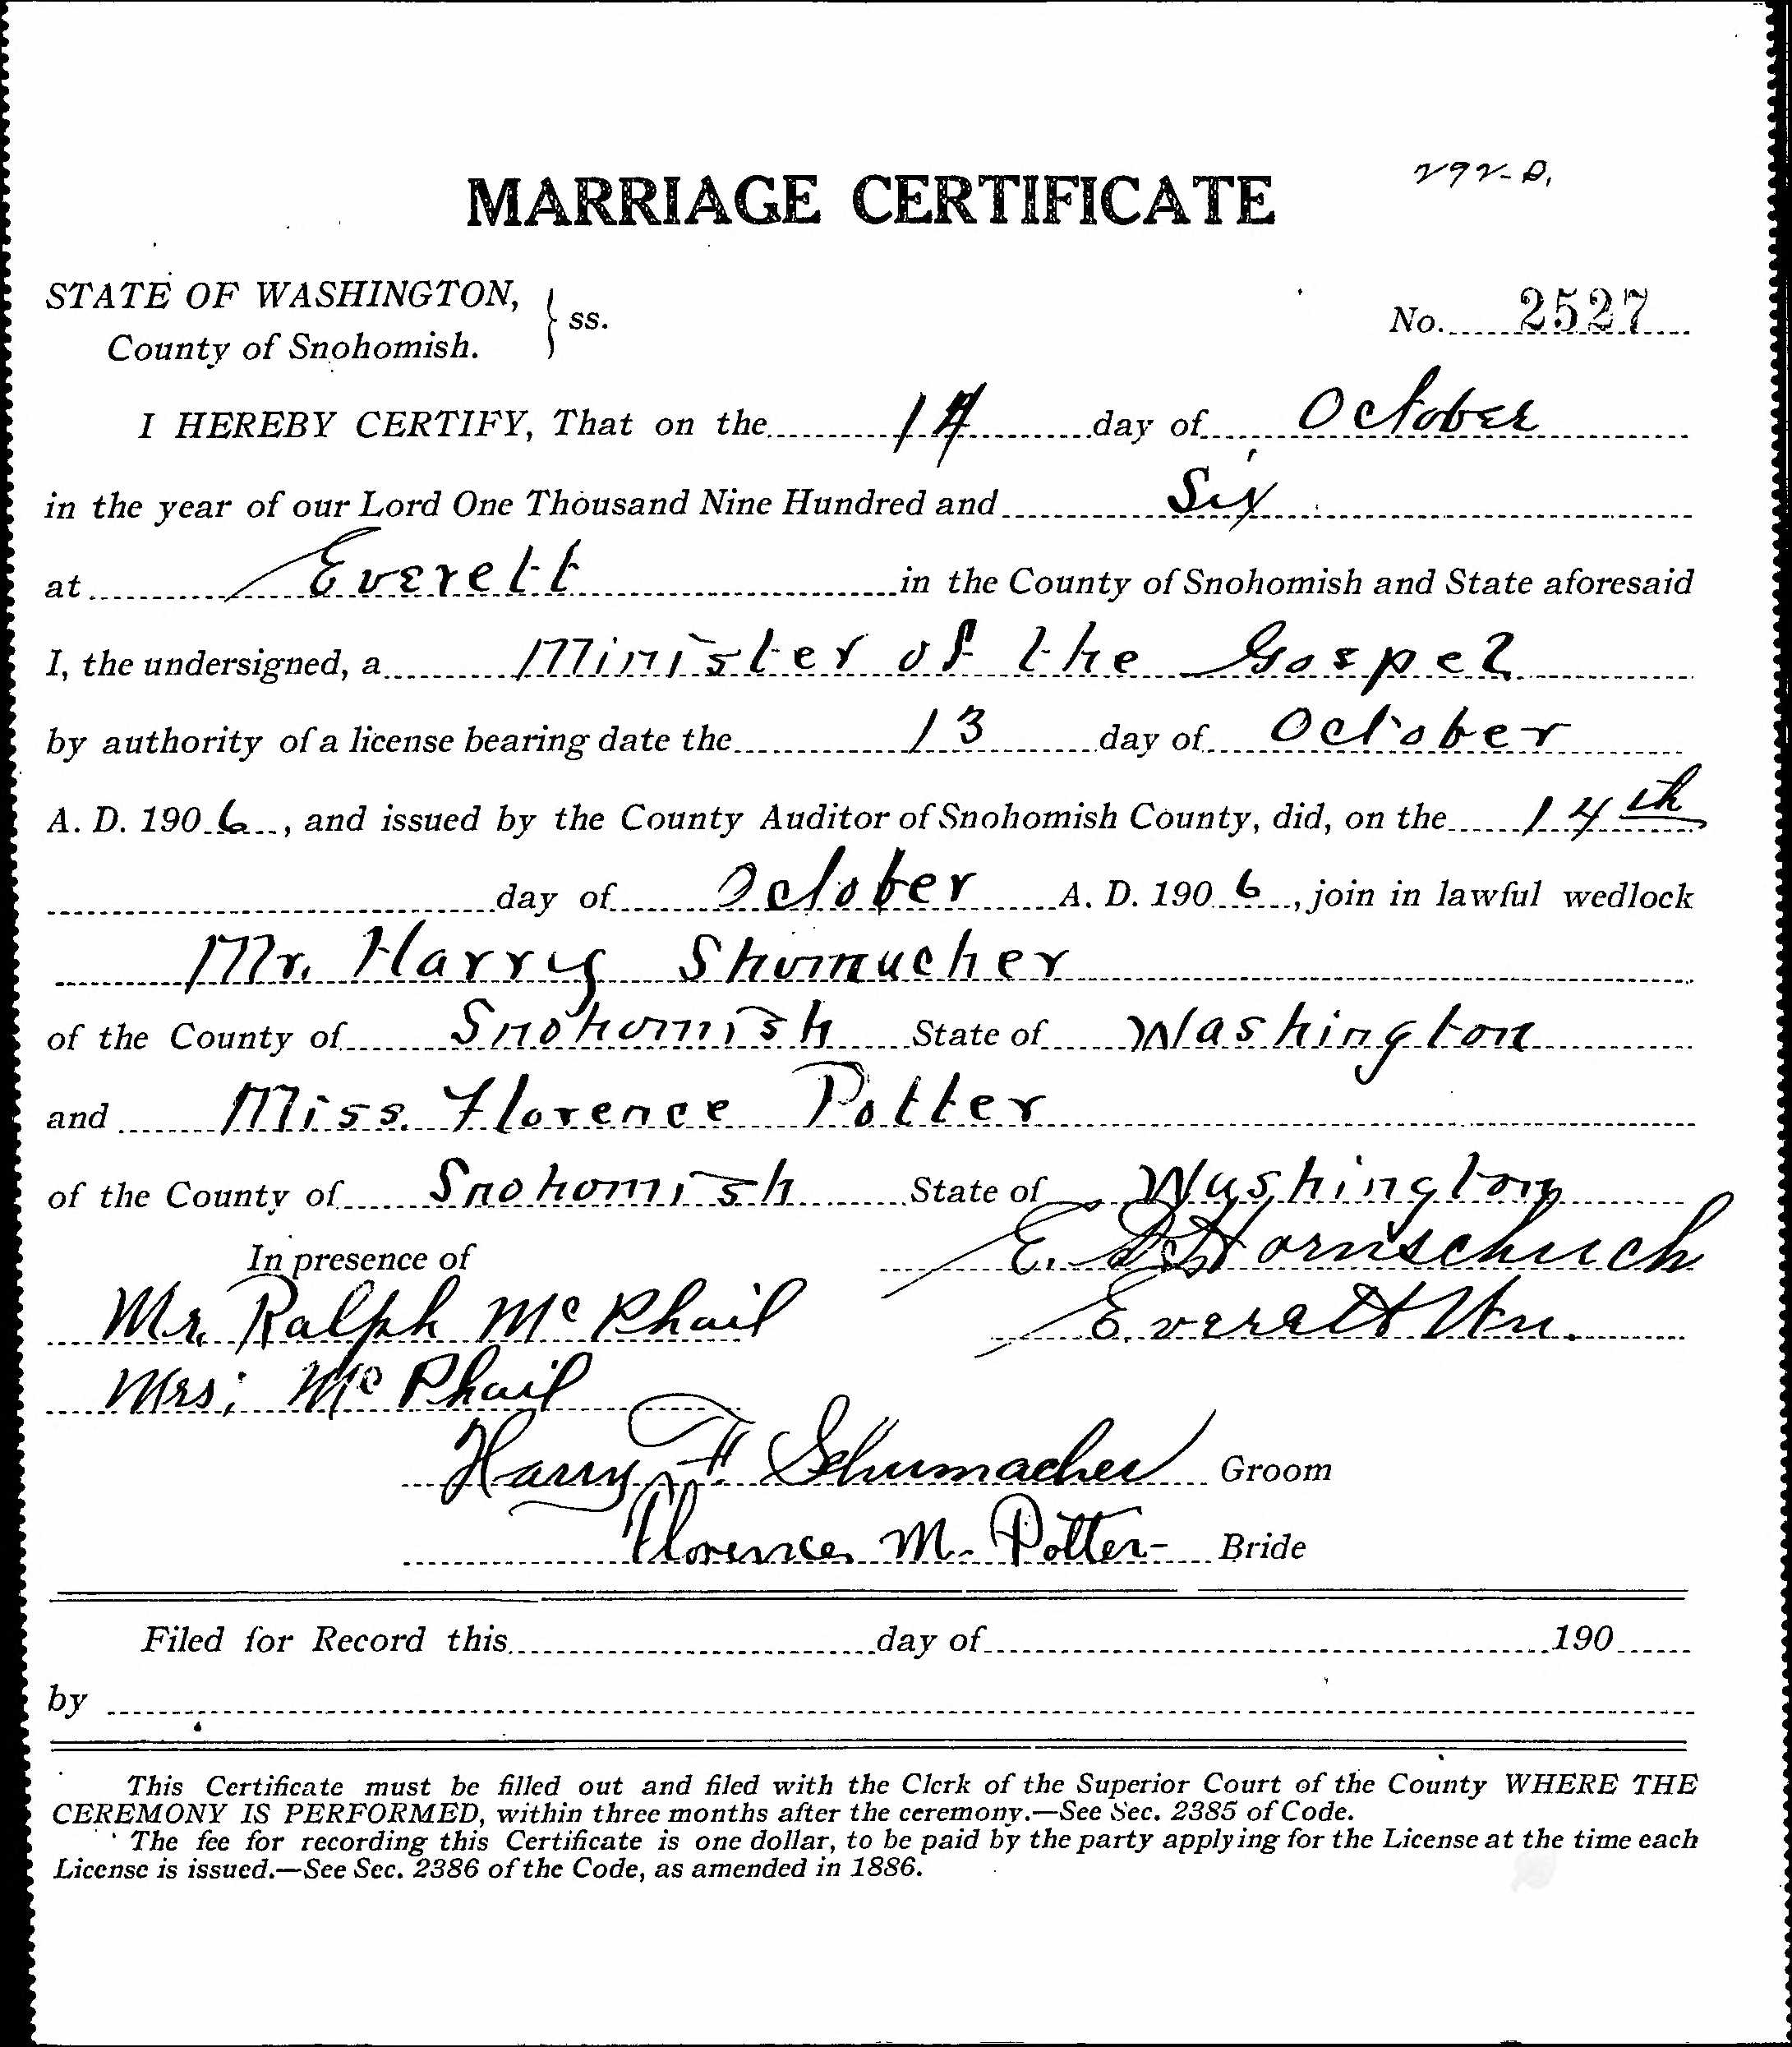 292-D.
MARRIAGE CERTIFICATE
STATE OF WASHINGTON,
County of Snohomish.
} ss.
No. 2527
I HEREBY CERTIFY, That on the 14 day of October
in the year of our Lord One Thousand Nine Hundred and Six
at Everett in the County of Snohomish and State aforesaid
I, the undersigned, a Minister of the Gospel
by authority of a license bearing date the 13 day of October
A. D. 1906, and issued by the County Auditor of Snohomish County, did, on the 14th
day of October A. D. 1906, join in lawful wedlock
Mr. Harry Shumucher
of the County of Snohomish State of Washington
and Miss. Florence Potter
of the County of Snohomish State of Washington
In presence of
E. Hornschuch
Mr. Ralph McPhail
Everett Wn.
Mrs; McPhail
Harry F. Schumacher Groom
Florence M. Potter- Bride
Filed for Record this day of 190
by
This Certificate must be filled out and filed with the Clerk of the Superior Court of the County WHERE THE
CEREMONY IS PERFORMED, within three months after the ceremony.—See Sec. 2385 of Code.
The fee for recording this Certificate is one dollar, to be paid by the party applying for the License at the time each
License is issued.—See Sec. 2386 of the Code, as amended in 1886.